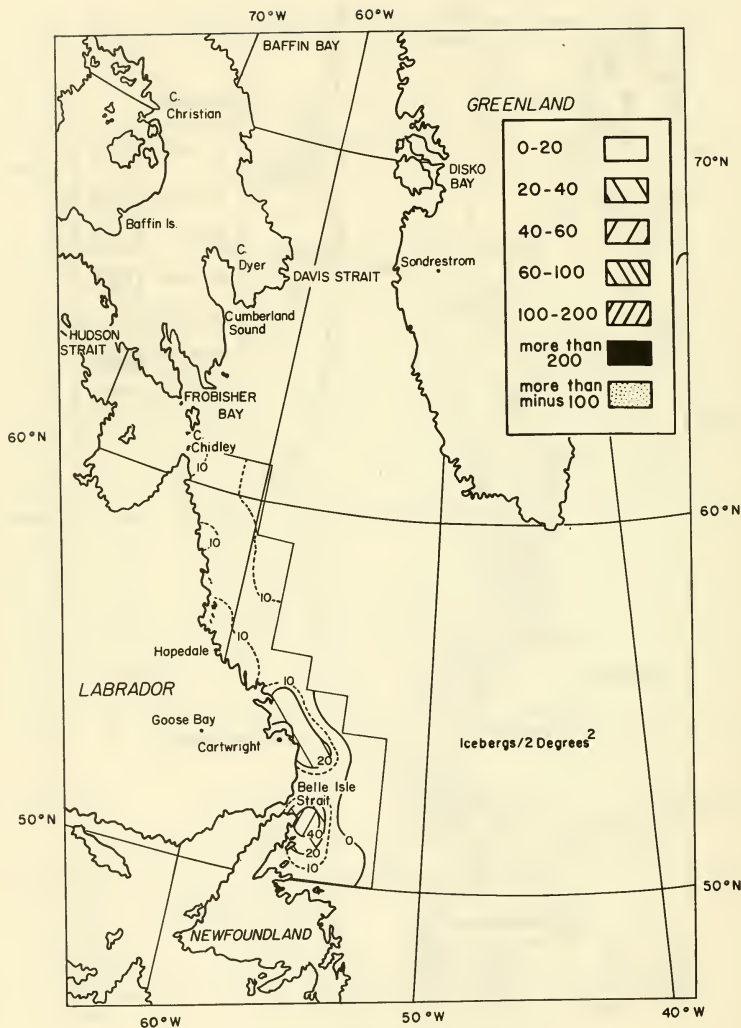 70°W 60°W
BAFFIN BAY
C.
Christian
GREENLAND
0-20
20-40
40-60
60-100
100-200
more than
200
more than
minus 100
70°N
DISKO
BAY
Baffin Is.
C.
Dyer
Sondrestrom
DAVIS STRAIT
Cumberland
Sound
HUDSON
STRAIT
FROBISHER
BAY
60°N
C.
Chidley
10
60°N
10
10
10
Hopedale
10
LABRADOR
Goose Bay
Cartwright
Icebergs/2 Degrees²
20
Belle Isle
Strait
50°N
40
0
20
10
50°N
NEWFOUNDLAND
60°W 50°W 40°W